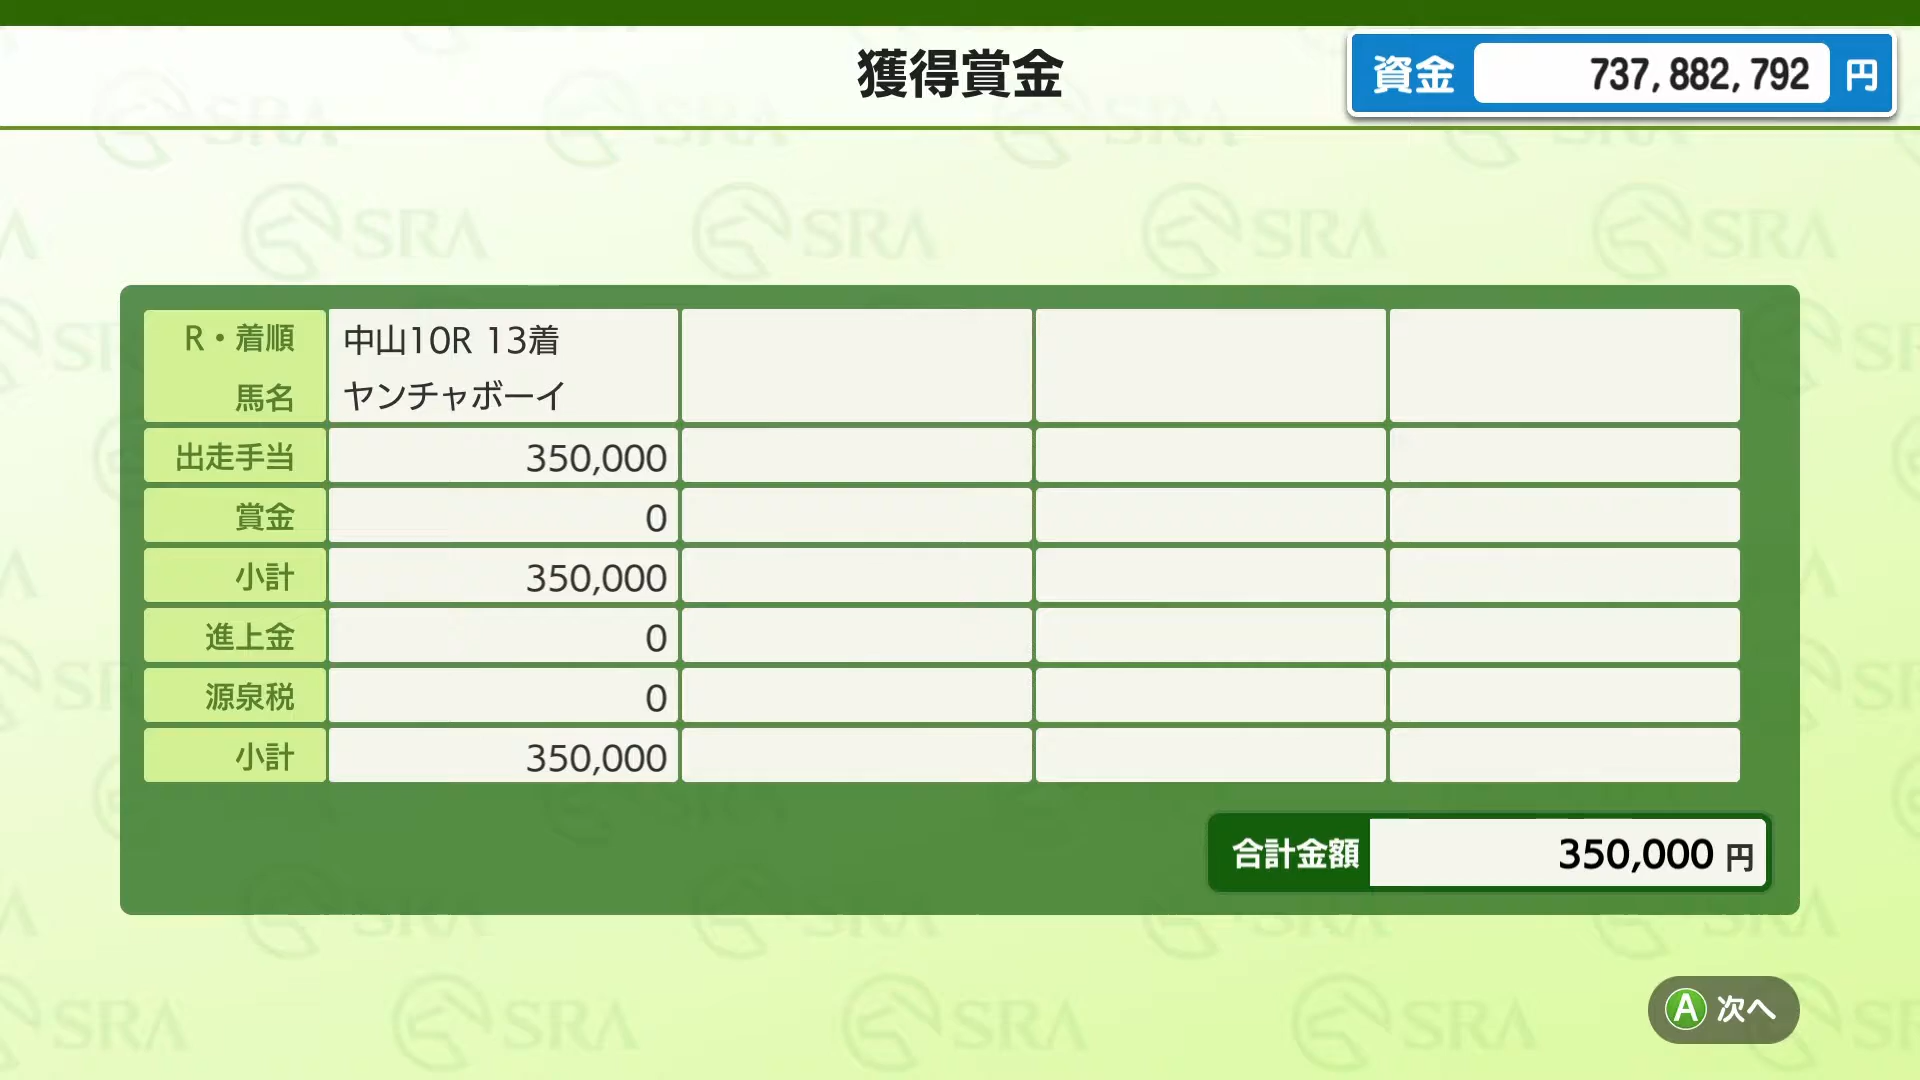 獲得賞金
資金 737,882,792 円
R・着順 中山10R 13着
馬名 ヤンチャボーイ
出走手当 350,000
賞金 0
小計 350,000
進上金 0
源泉税 0
小計 350,000
合計金額 350,000 円
A 次へ
SRA